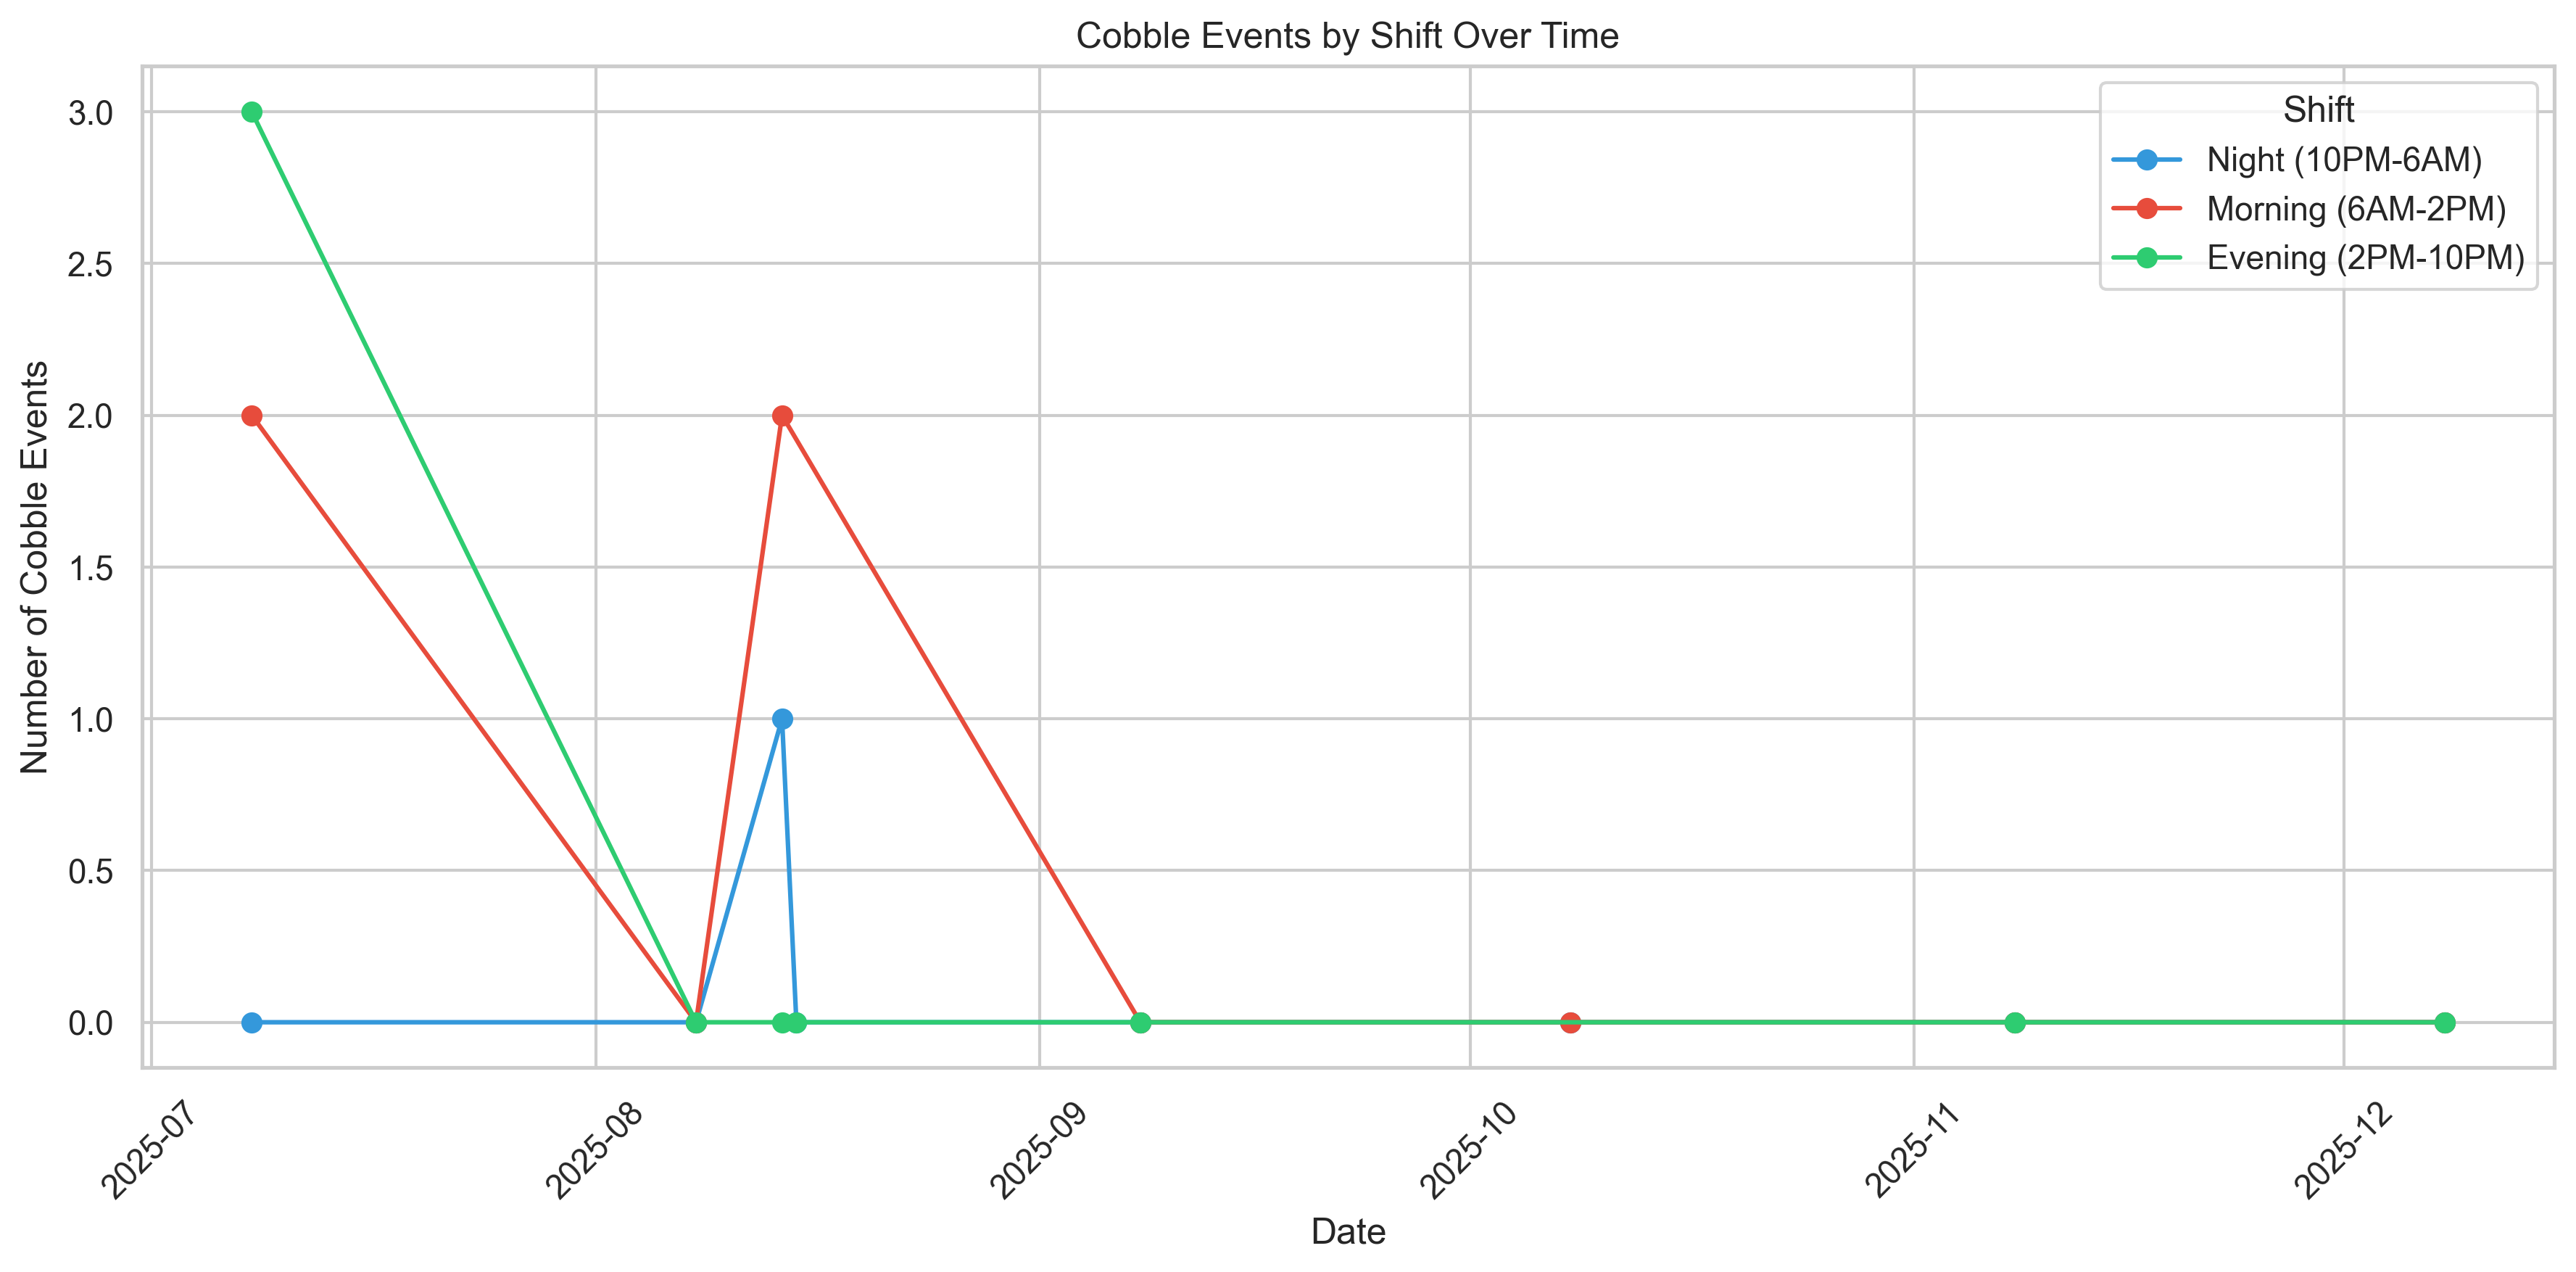 Cobble Events by Shift Over Time
Shift
Night (10PM-6AM)
Morning (6AM-2PM)
Evening (2PM-10PM)
Number of Cobble Events
3.0
2.5
2.0
1.5
1.0
0.5
0.0
2025-07
2025-08
2025-09
2025-10
2025-11
2025-12
Date